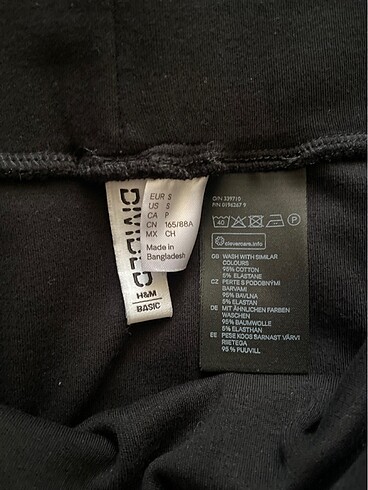 DIVIDED
H&M
BASIC
EUR S
US S
CA P
CN 165/88A
MX CH
Made in
Bangladesh
40
P
clevercare.info
GB WASH WITH SIMILAR
COLOURS
95% COTTON
5% ELASTANE
CZ PERTE S PODOBNÝMI
BARVAMI
95% BAVLNA
5% ELASTAN
DE MIT ÄHNLICHEN FARBEN
WASCHEN
95% BAUMWOLLE
5% ELASTHAN
EE PESE KOOS SARNAST VÄRVI
RIIETEGA
95% PUUVILL